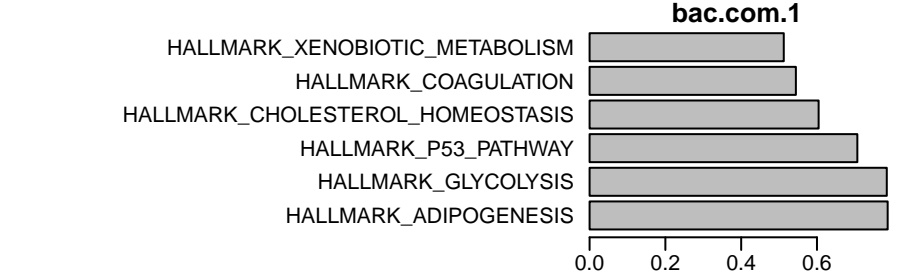 bac.com.1
HALLMARK_XENOBIOTIC_METABOLISM
HALLMARK_COAGULATION
HALLMARK_CHOLESTEROL_HOMEOSTASIS
HALLMARK_P53_PATHWAY
HALLMARK_GLYCOLYSIS
HALLMARK_ADIPOGENESIS
0.0 0.2 0.4 0.6